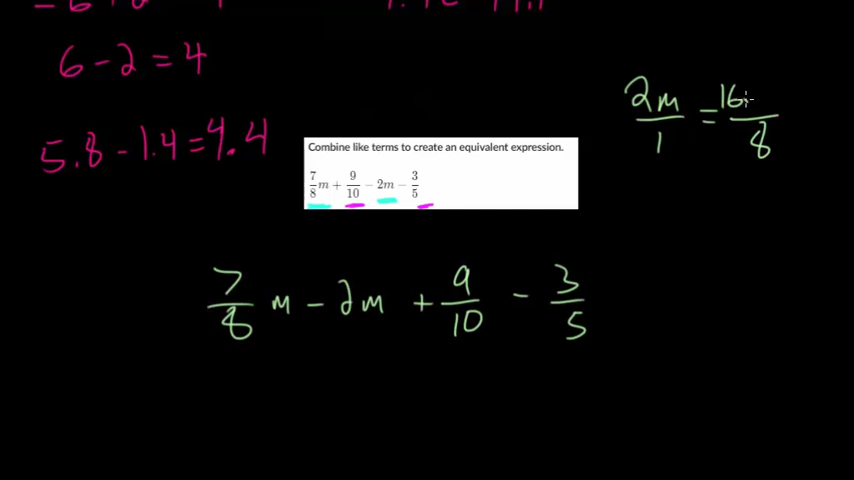 6 - 2 = 4
5.8 - 1.4 = 4.4
2m/1 = 16/8
Combine like terms to create an equivalent expression.
7/8 m + 9/10 - 2m - 3/5
7/8 m - 2m + 9/10 - 3/5